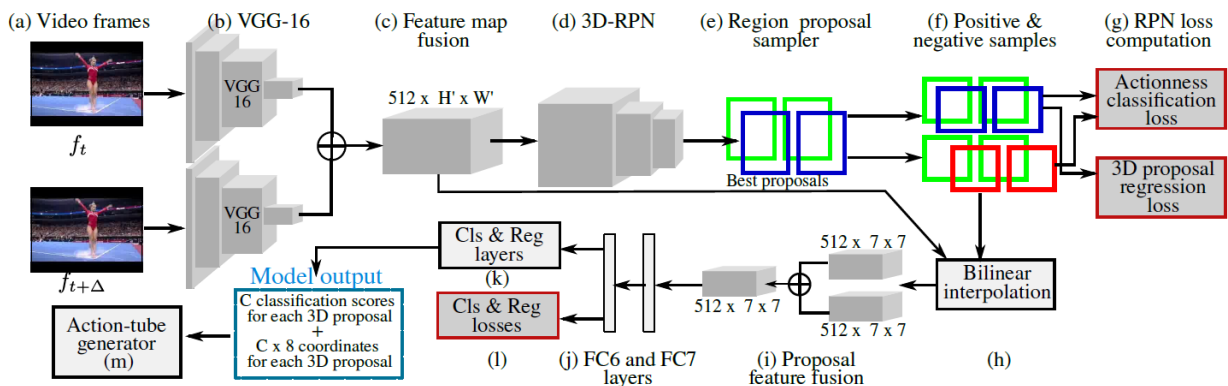 (a) Video frames
(b) VGG-16
(c) Feature map
fusion
(d) 3D-RPN
(e) Region proposal
sampler
(f) Positive &
negative samples
(g) RPN loss
computation
f_t
VGG
16
512 x H' x W'
Best proposals
Actionness
classification
loss
3D proposal
regression
loss
f_{t+Δ}
VGG
16
Model output
C classification scores
for each 3D proposal
+
C x 8 coordinates
for each 3D proposal
Action-tube
generator
(m)
Cls & Reg
layers
(k)
Cls & Reg
losses
(l)
(j) FC6 and FC7
layers
512 x 7 x 7
512 x 7 x 7
512 x 7 x 7
(i) Proposal
feature fusion
Bilinear
interpolation
(h)